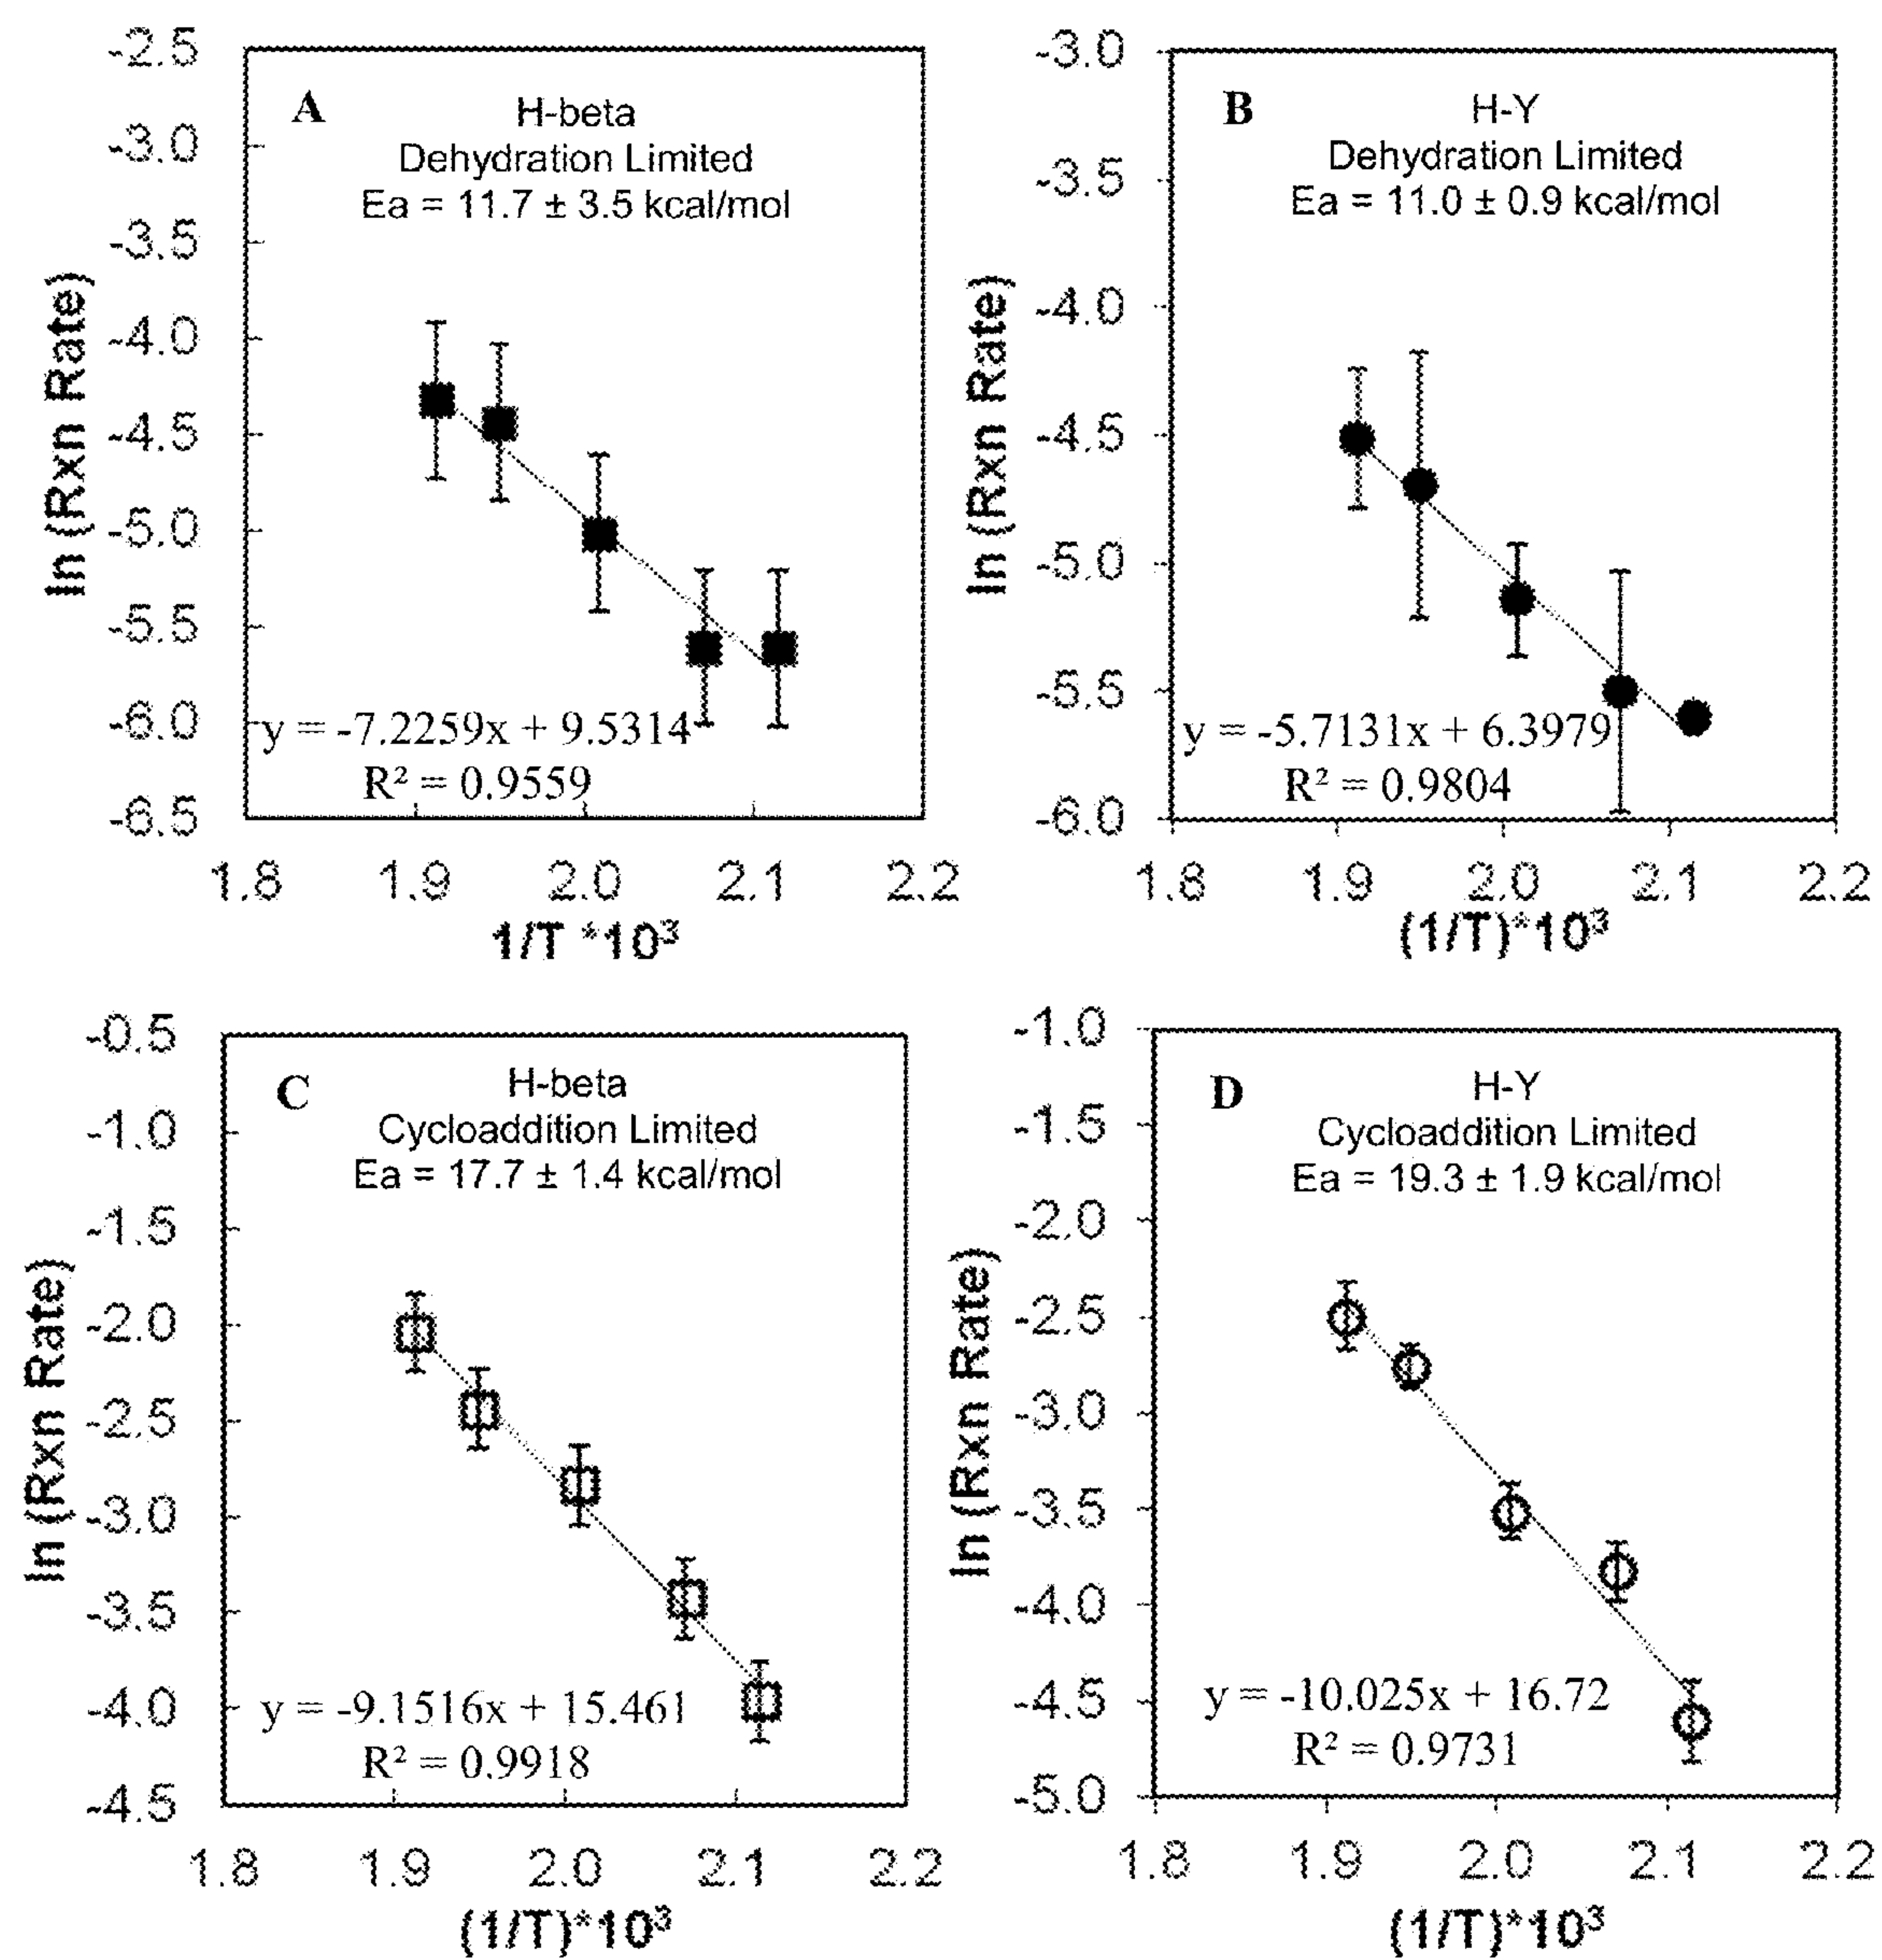 A
H-beta
Dehydration Limited
Ea = 11.7 ± 3.5 kcal/mol
ln (Rxn Rate)
-2.5
-3.0
-3.5
-4.0
-4.5
-5.0
-5.5
-6.0
-6.5
y = -7.2259x + 9.5314
R² = 0.9559
1.8 1.9 2.0 2.1 2.2
1/T *10³
B
H-Y
Dehydration Limited
Ea = 11.0 ± 0.9 kcal/mol
ln (Rxn Rate)
-3.0
-3.5
-4.0
-4.5
-5.0
-5.5
-6.0
y = -5.7131x + 6.3979
R² = 0.9804
1.8 1.9 2.0 2.1 2.2
(1/T)*10³
C
H-beta
Cycloaddition Limited
Ea = 17.7 ± 1.4 kcal/mol
ln (Rxn Rate)
-0.5
-1.0
-1.5
-2.0
-2.5
-3.0
-3.5
-4.0
-4.5
y = -9.1516x + 15.461
R² = 0.9918
1.8 1.9 2.0 2.1 2.2
(1/T)*10³
D
H-Y
Cycloaddition Limited
Ea = 19.3 ± 1.9 kcal/mol
ln (Rxn Rate)
-1.0
-1.5
-2.0
-2.5
-3.0
-3.5
-4.0
-4.5
-5.0
y = -10.025x + 16.72
R² = 0.9731
1.8 1.9 2.0 2.1 2.2
(1/T)*10³